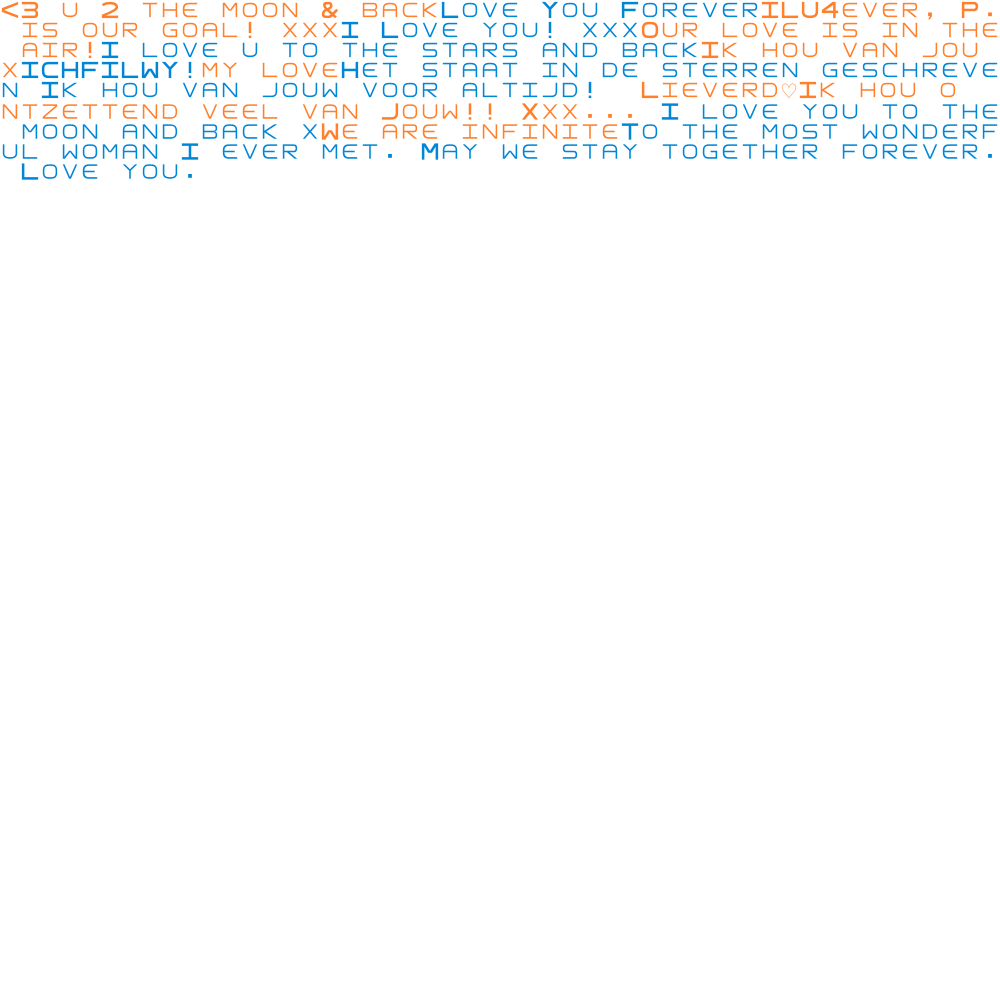 <3 u 2 the moon & backLove You ForeverILU4ever, P.
is our goal! xxxI Love you! xxxOur love is in the
air!I love u to the stars and backIk hou van jou
xICHFILWY!my loveHet staat in de sterren geschreve
n Ik hou van jouw voor altijd! Lieverd♡Ik hou o
ntzettend veel van Jouw!! Xxx... I love you to the
moon and back xWe are infiniteTo the most wonderf
ul woman I ever met. May we stay together forever.
Love you.